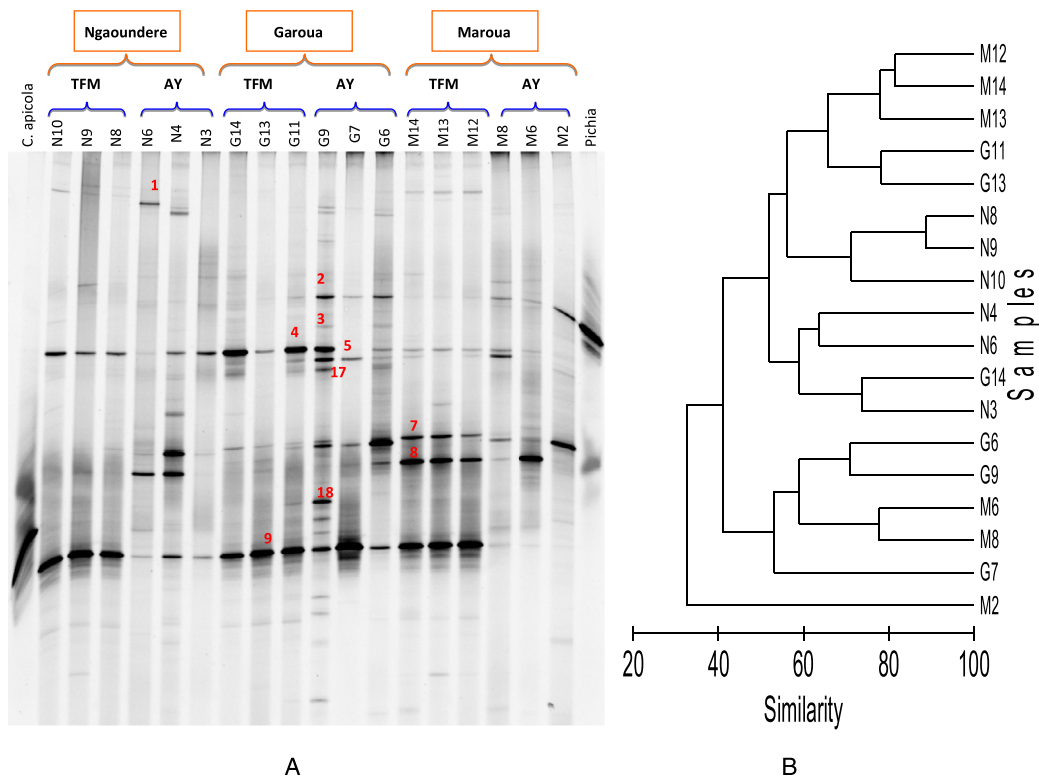 Ngaoundere Garoua Maroua
TFM AY TFM AY TFM AY
C. apicola N10 N9 N8 N6 N4 N3 G14 G13 G11 G9 G7 G6 M14 M13 M12 M8 M6 M2 Pichia
1
2
3
4
5
17
7
8
18
9
A
M12
M14
M13
G11
G13
N8
N9
N10
N4
N6
G14
N3
G6
G9
M6
M8
G7
M2
Samples
20 40 60 80 100
Similarity
B